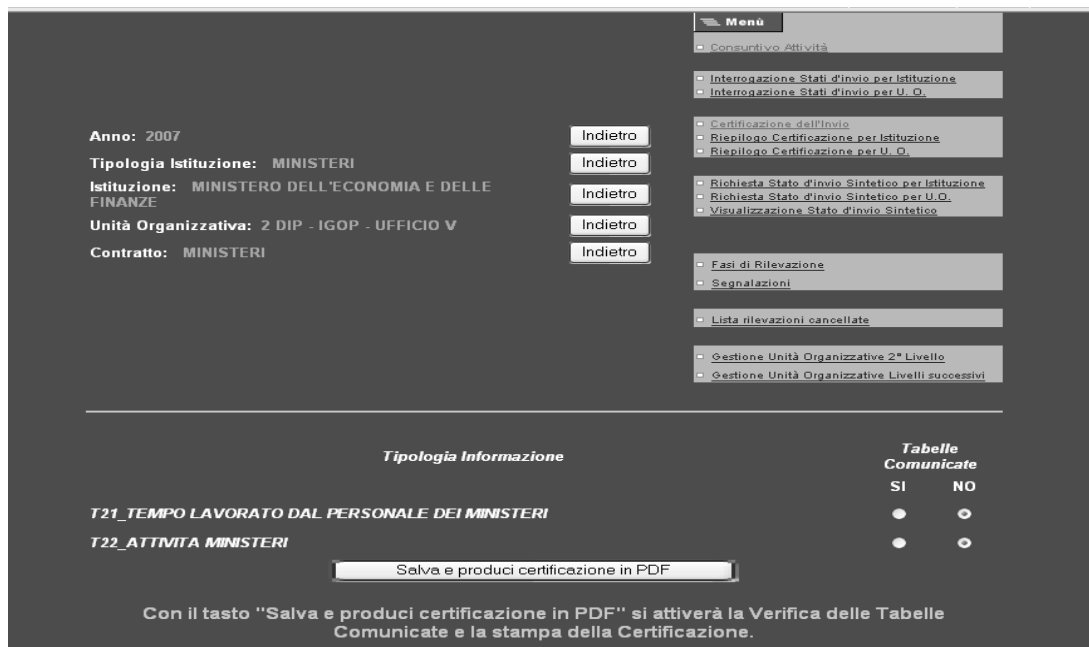 Menù
Consuntivo Attività
Interrogazione Stati d'invio per Istituzione
Interrogazione Stati d'invio per U. O.
Certificazione dell'Invio
Riepilogo Certificazione per Istituzione
Riepilogo Certificazione per U. O.
Richiesta Stato d'invio Sintetico per Istituzione
Richiesta Stato d'invio Sintetico per U.O.
Visualizzazione Stato d'invio Sintetico
Fasi di Rilevazione
Segnalazioni
Lista rilevazioni cancellate
Gestione Unità Organizzative 2° Livello
Gestione Unità Organizzative Livelli successivi
Anno: 2007 Indietro
Tipologia Istituzione: MINISTERI Indietro
Istituzione: MINISTERO DELL'ECONOMIA E DELLE
FINANZE Indietro
Unità Organizzativa: 2 DIP - IGOP - UFFICIO V Indietro
Contratto: MINISTERI Indietro
Tipologia Informazione
Tabelle
Comunicate
SI NO
T21_TEMPO LAVORATO DAL PERSONALE DEI MINISTERI
T22_ATTIVITA MINISTERI
Salva e produci certificazione in PDF
Con il tasto "Salva e produci certificazione in PDF" si attiverà la Verifica delle Tabelle
Comunicate e la stampa della Certificazione.